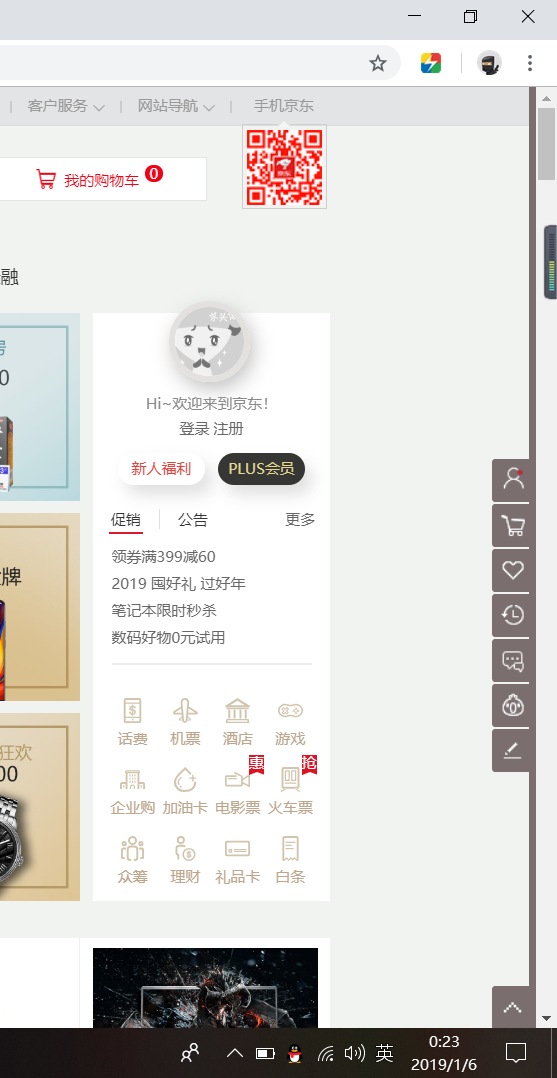 客户服务 网站导航 手机京东
我的购物车 0
融
0
Hi~欢迎来到京东！
登录 注册
新人福利 PLUS会员
促销 公告 更多
领券满399减60
2019 囤好礼 过好年
笔记本限时秒杀
数码好物0元试用
牌
狂欢
00
话费 机票 酒店 游戏
惠 抢
企业购 加油卡 电影票 火车票
众筹 理财 礼品卡 白条
英
0:23
2019/1/6